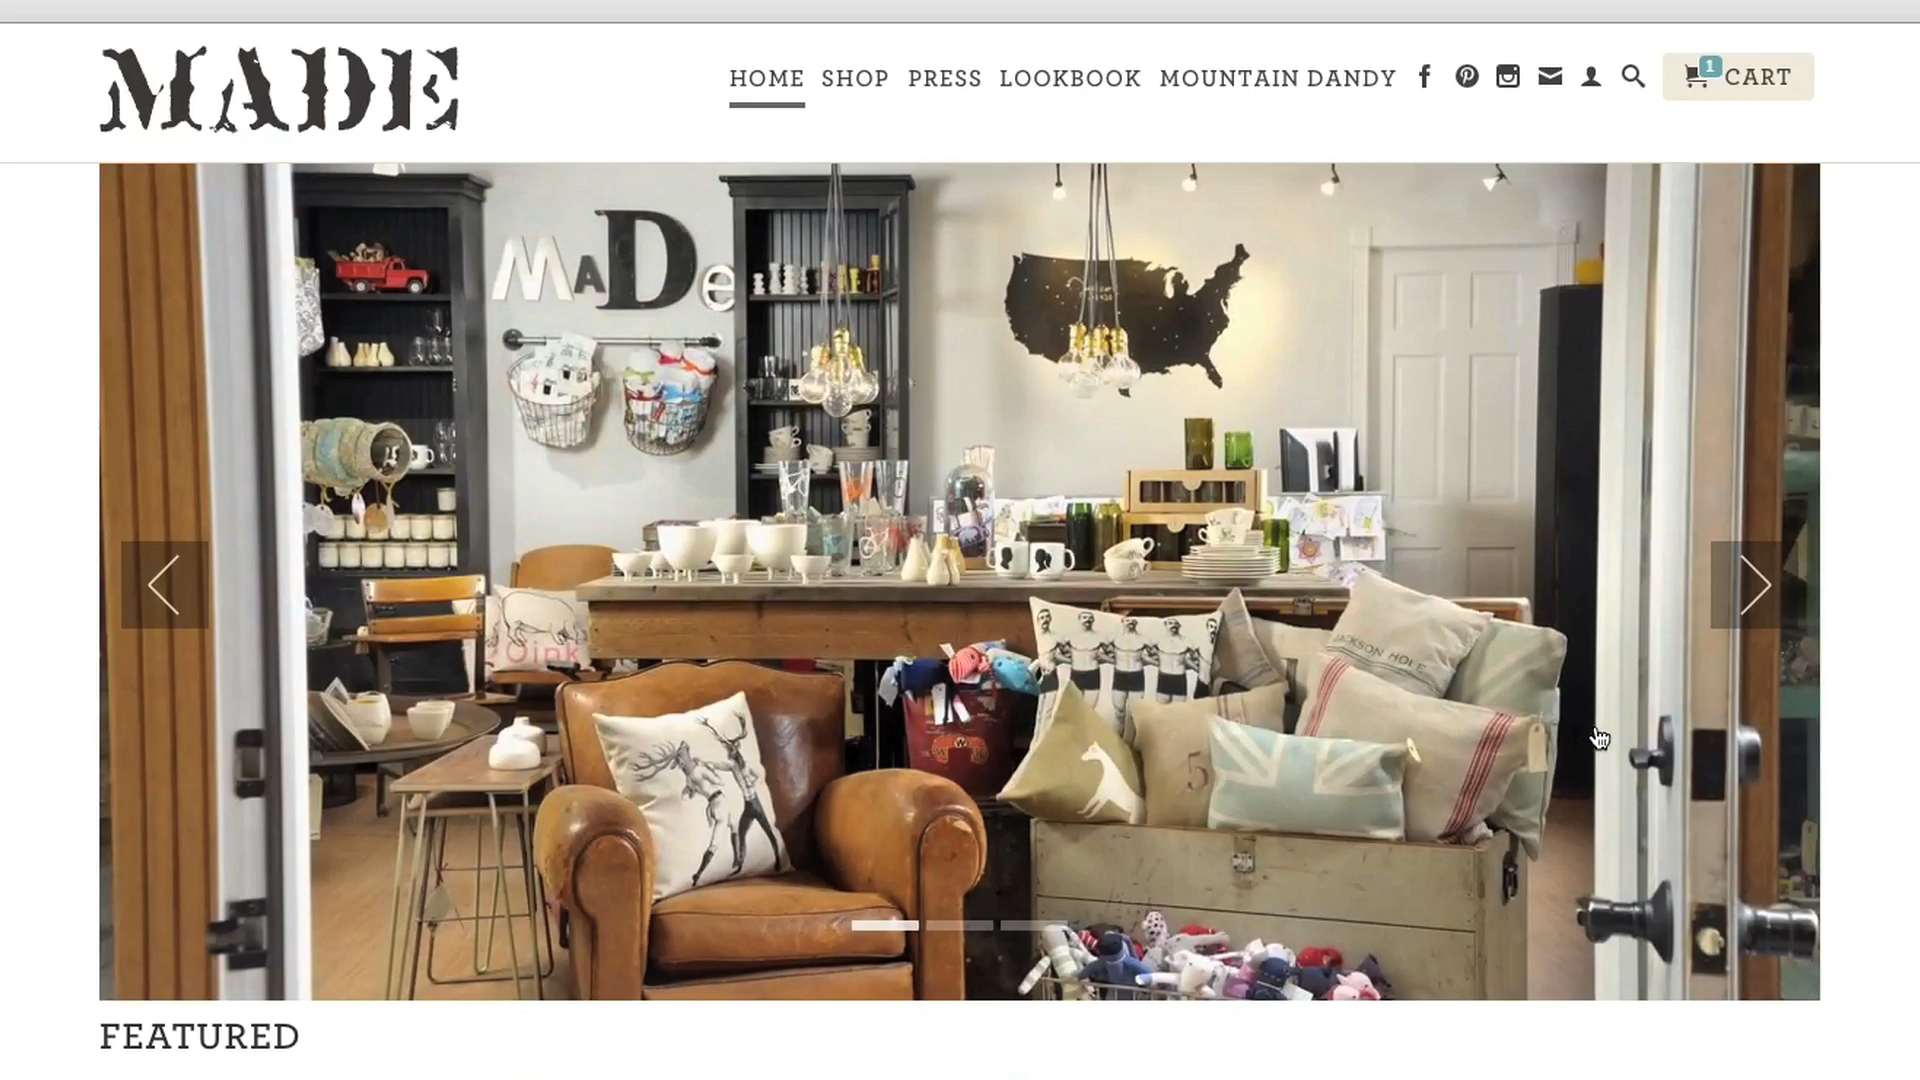 MADE
HOME SHOP PRESS LOOKBOOK MOUNTAIN DANDY 1 CART
MADe
Oink
JACKSON HOLE
5
FEATURED